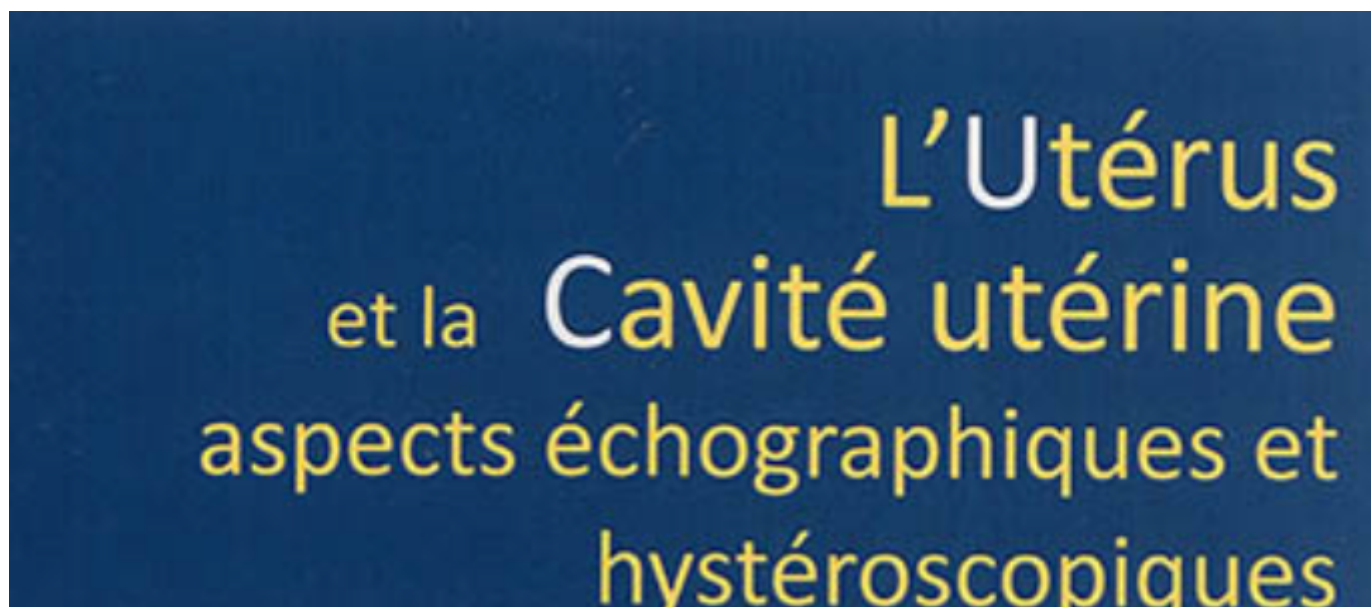 L'Utérus
et la Cavité utérine
aspects échographiques et
hystéroscopiques